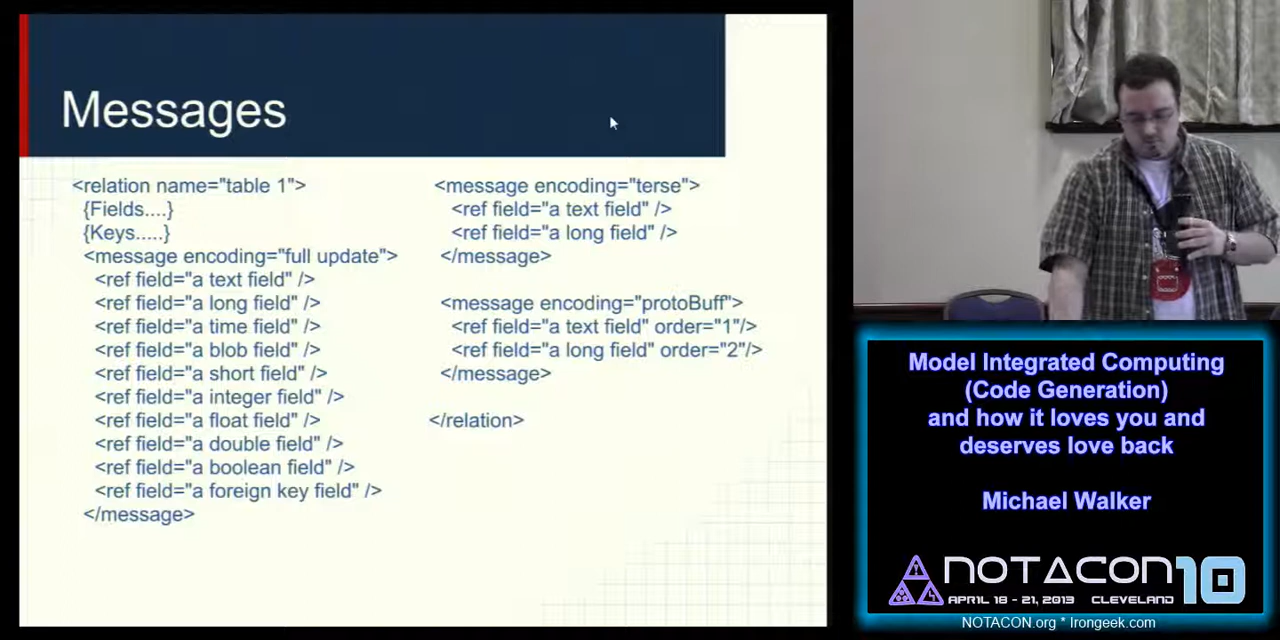 Messages
<relation name="table 1">
{Fields....}
{Keys.....}
<message encoding="full update">
<ref field="a text field" />
<ref field="a long field" />
<ref field="a time field" />
<ref field="a blob field" />
<ref field="a short field" />
<ref field="a integer field" />
<ref field="a float field" />
<ref field="a double field" />
<ref field="a boolean field" />
<ref field="a foreign key field" />
</message>
<message encoding="terse">
<ref field="a text field" />
<ref field="a long field" />
</message>
<message encoding="protoBuff">
<ref field="a text field" order="1"/>
<ref field="a long field" order="2"/>
</message>
</relation>
Model Integrated Computing
(Code Generation)
and how it loves you and
deserves love back
Michael Walker
NOTACON 10
APRIL 18 - 21, 2013 CLEVELAND
NOTACON.org * Irongeek.com